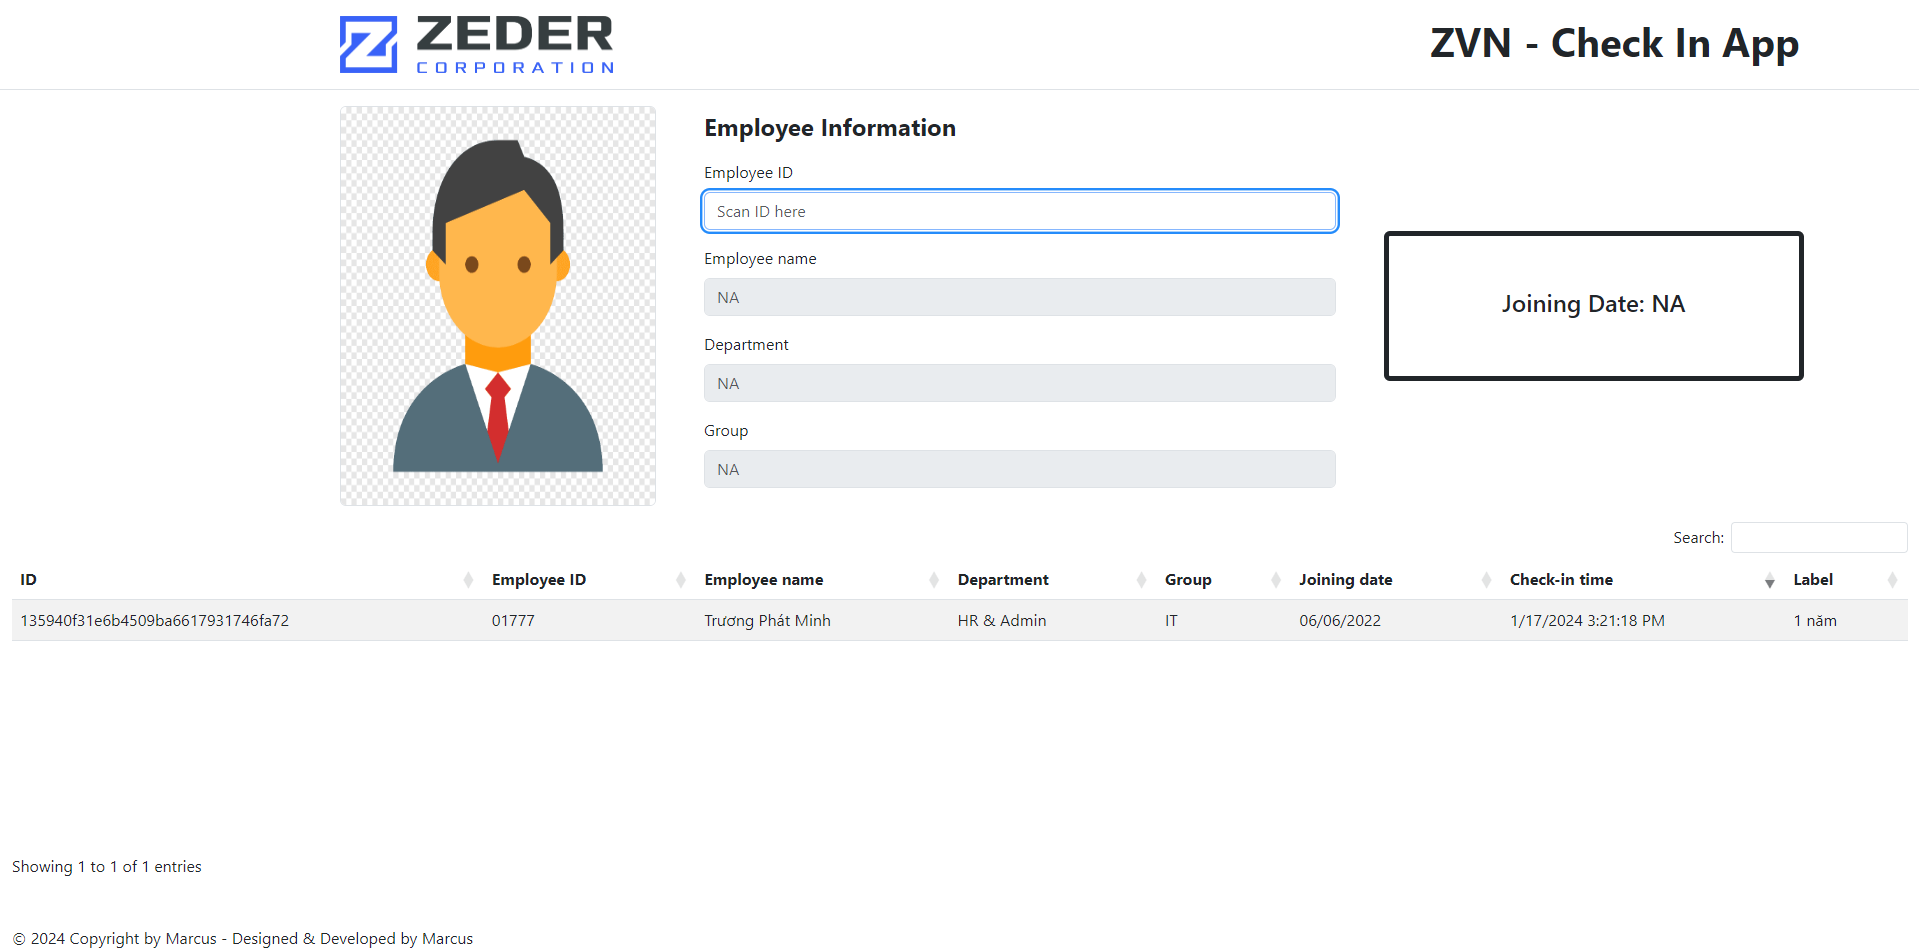 ZEDER
CORPORATION
ZVN - Check In App
Employee Information
Employee ID
Scan ID here
Employee name
NA
Department
NA
Group
NA
Joining Date: NA
Search:
ID Employee ID Employee name Department Group Joining date Check-in time Label
135940f31e6b4509ba6617931746fa72 01777 Trương Phát Minh HR & Admin IT 06/06/2022 1/17/2024 3:21:18 PM 1 năm
Showing 1 to 1 of 1 entries
© 2024 Copyright by Marcus - Designed & Developed by Marcus